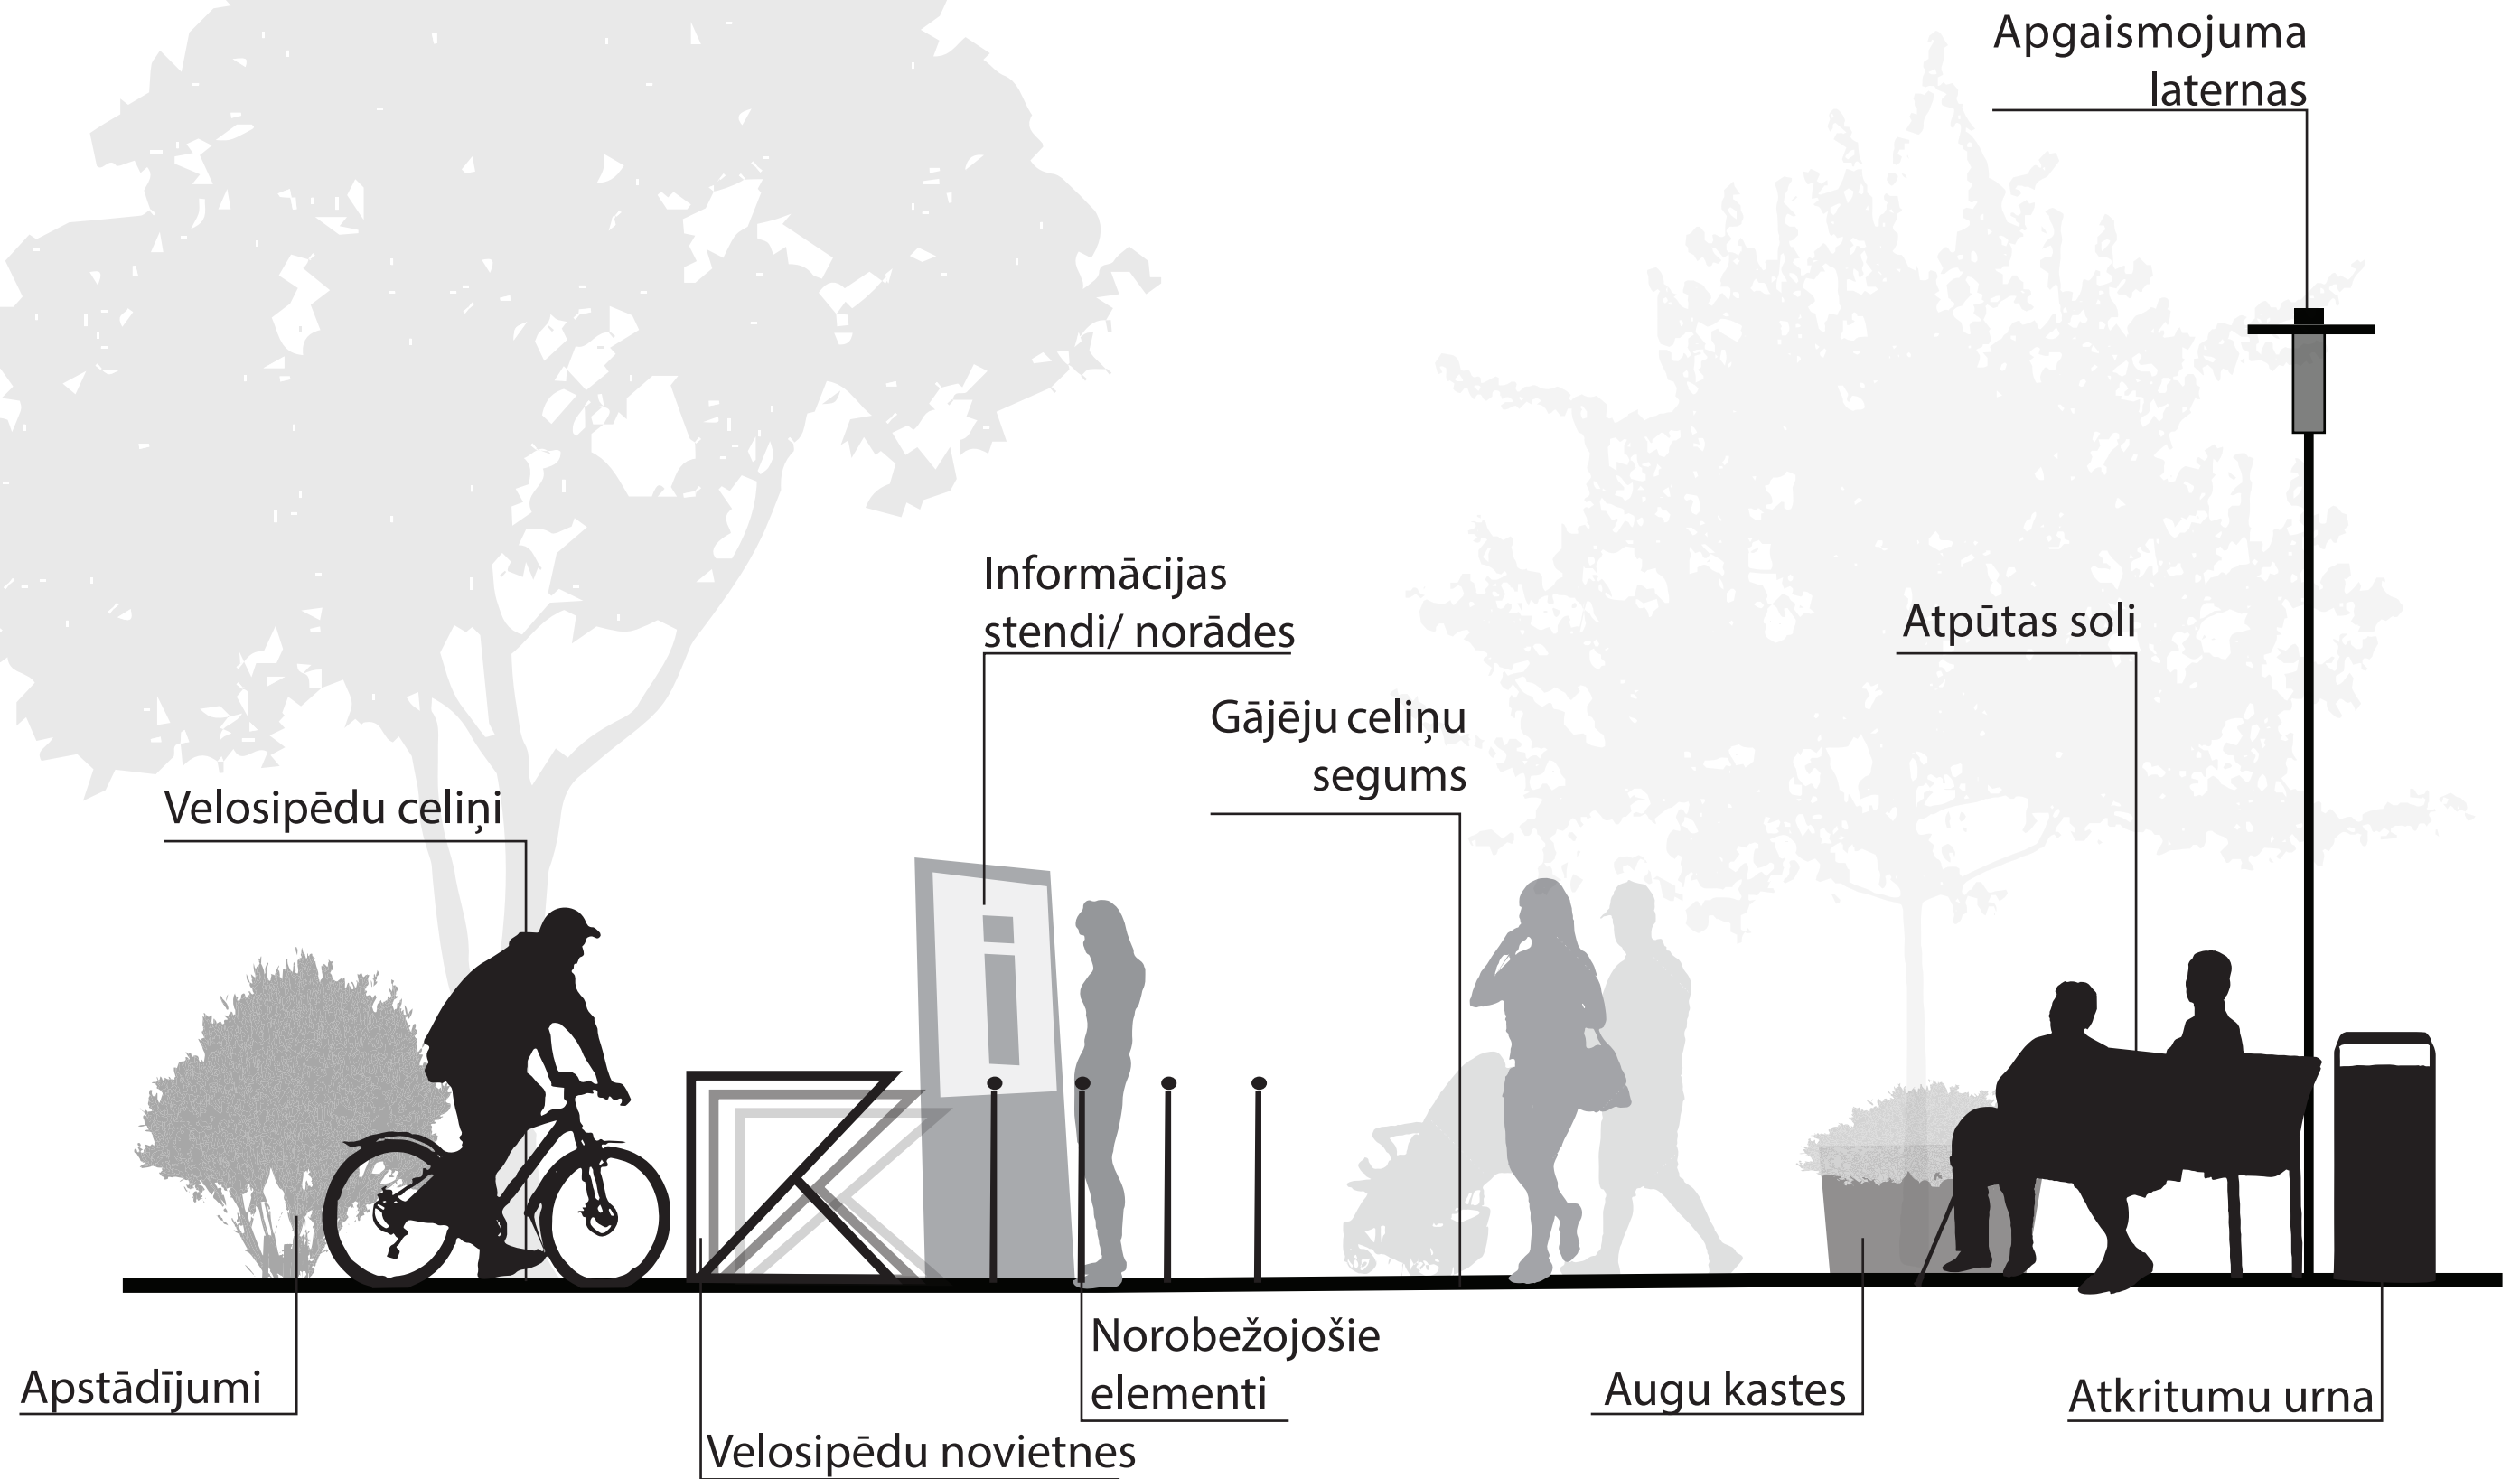 Apgaismojuma
laternas
Informācijas
stendi/ norādes
Atpūtas soli
Gājēju celiņu
segums
Velosipēdu celiņi
i
Norobežojošie
elementi
Apstādījumi
Augu kastes
Atkritumu urna
Velosipēdu novietnes